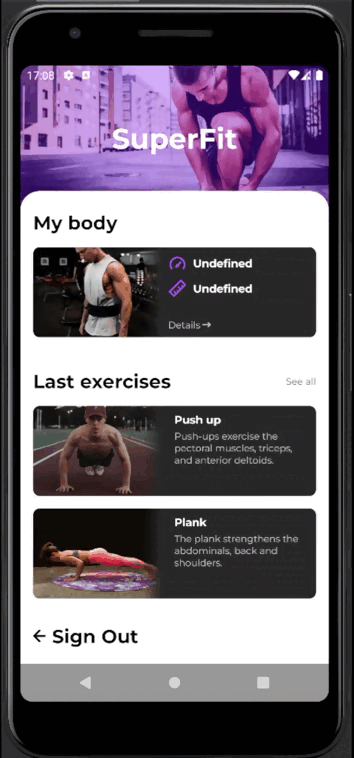 17:08
SuperFit
My body
Undefined
Undefined
Details→
Last exercises
See all
Push up
Push-ups exercise the
pectoral muscles, triceps,
and anterior deltoids.
Plank
The plank strengthens the
abdominals, back and
shoulders.
← Sign Out